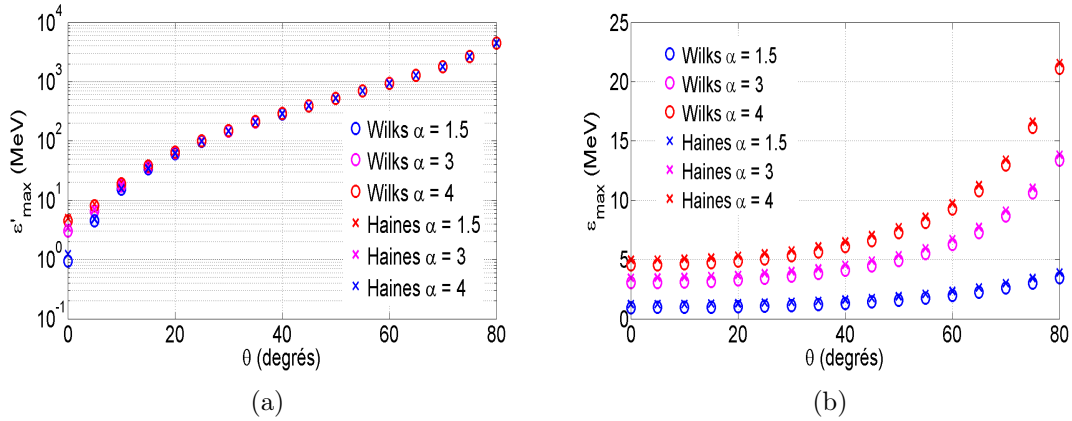 10^4
10^3
10^2
10^1
10^0
10^-1
ε'max (MeV)
0 20 40 60 80
θ (degrés)
Wilks α = 1.5
Wilks α = 3
Wilks α = 4
Haines α = 1.5
Haines α = 3
Haines α = 4
(a)
25
20
15
10
5
0
εmax (MeV)
0 20 40 60 80
θ (degrés)
Wilks α = 1.5
Wilks α = 3
Wilks α = 4
Haines α = 1.5
Haines α = 3
Haines α = 4
(b)